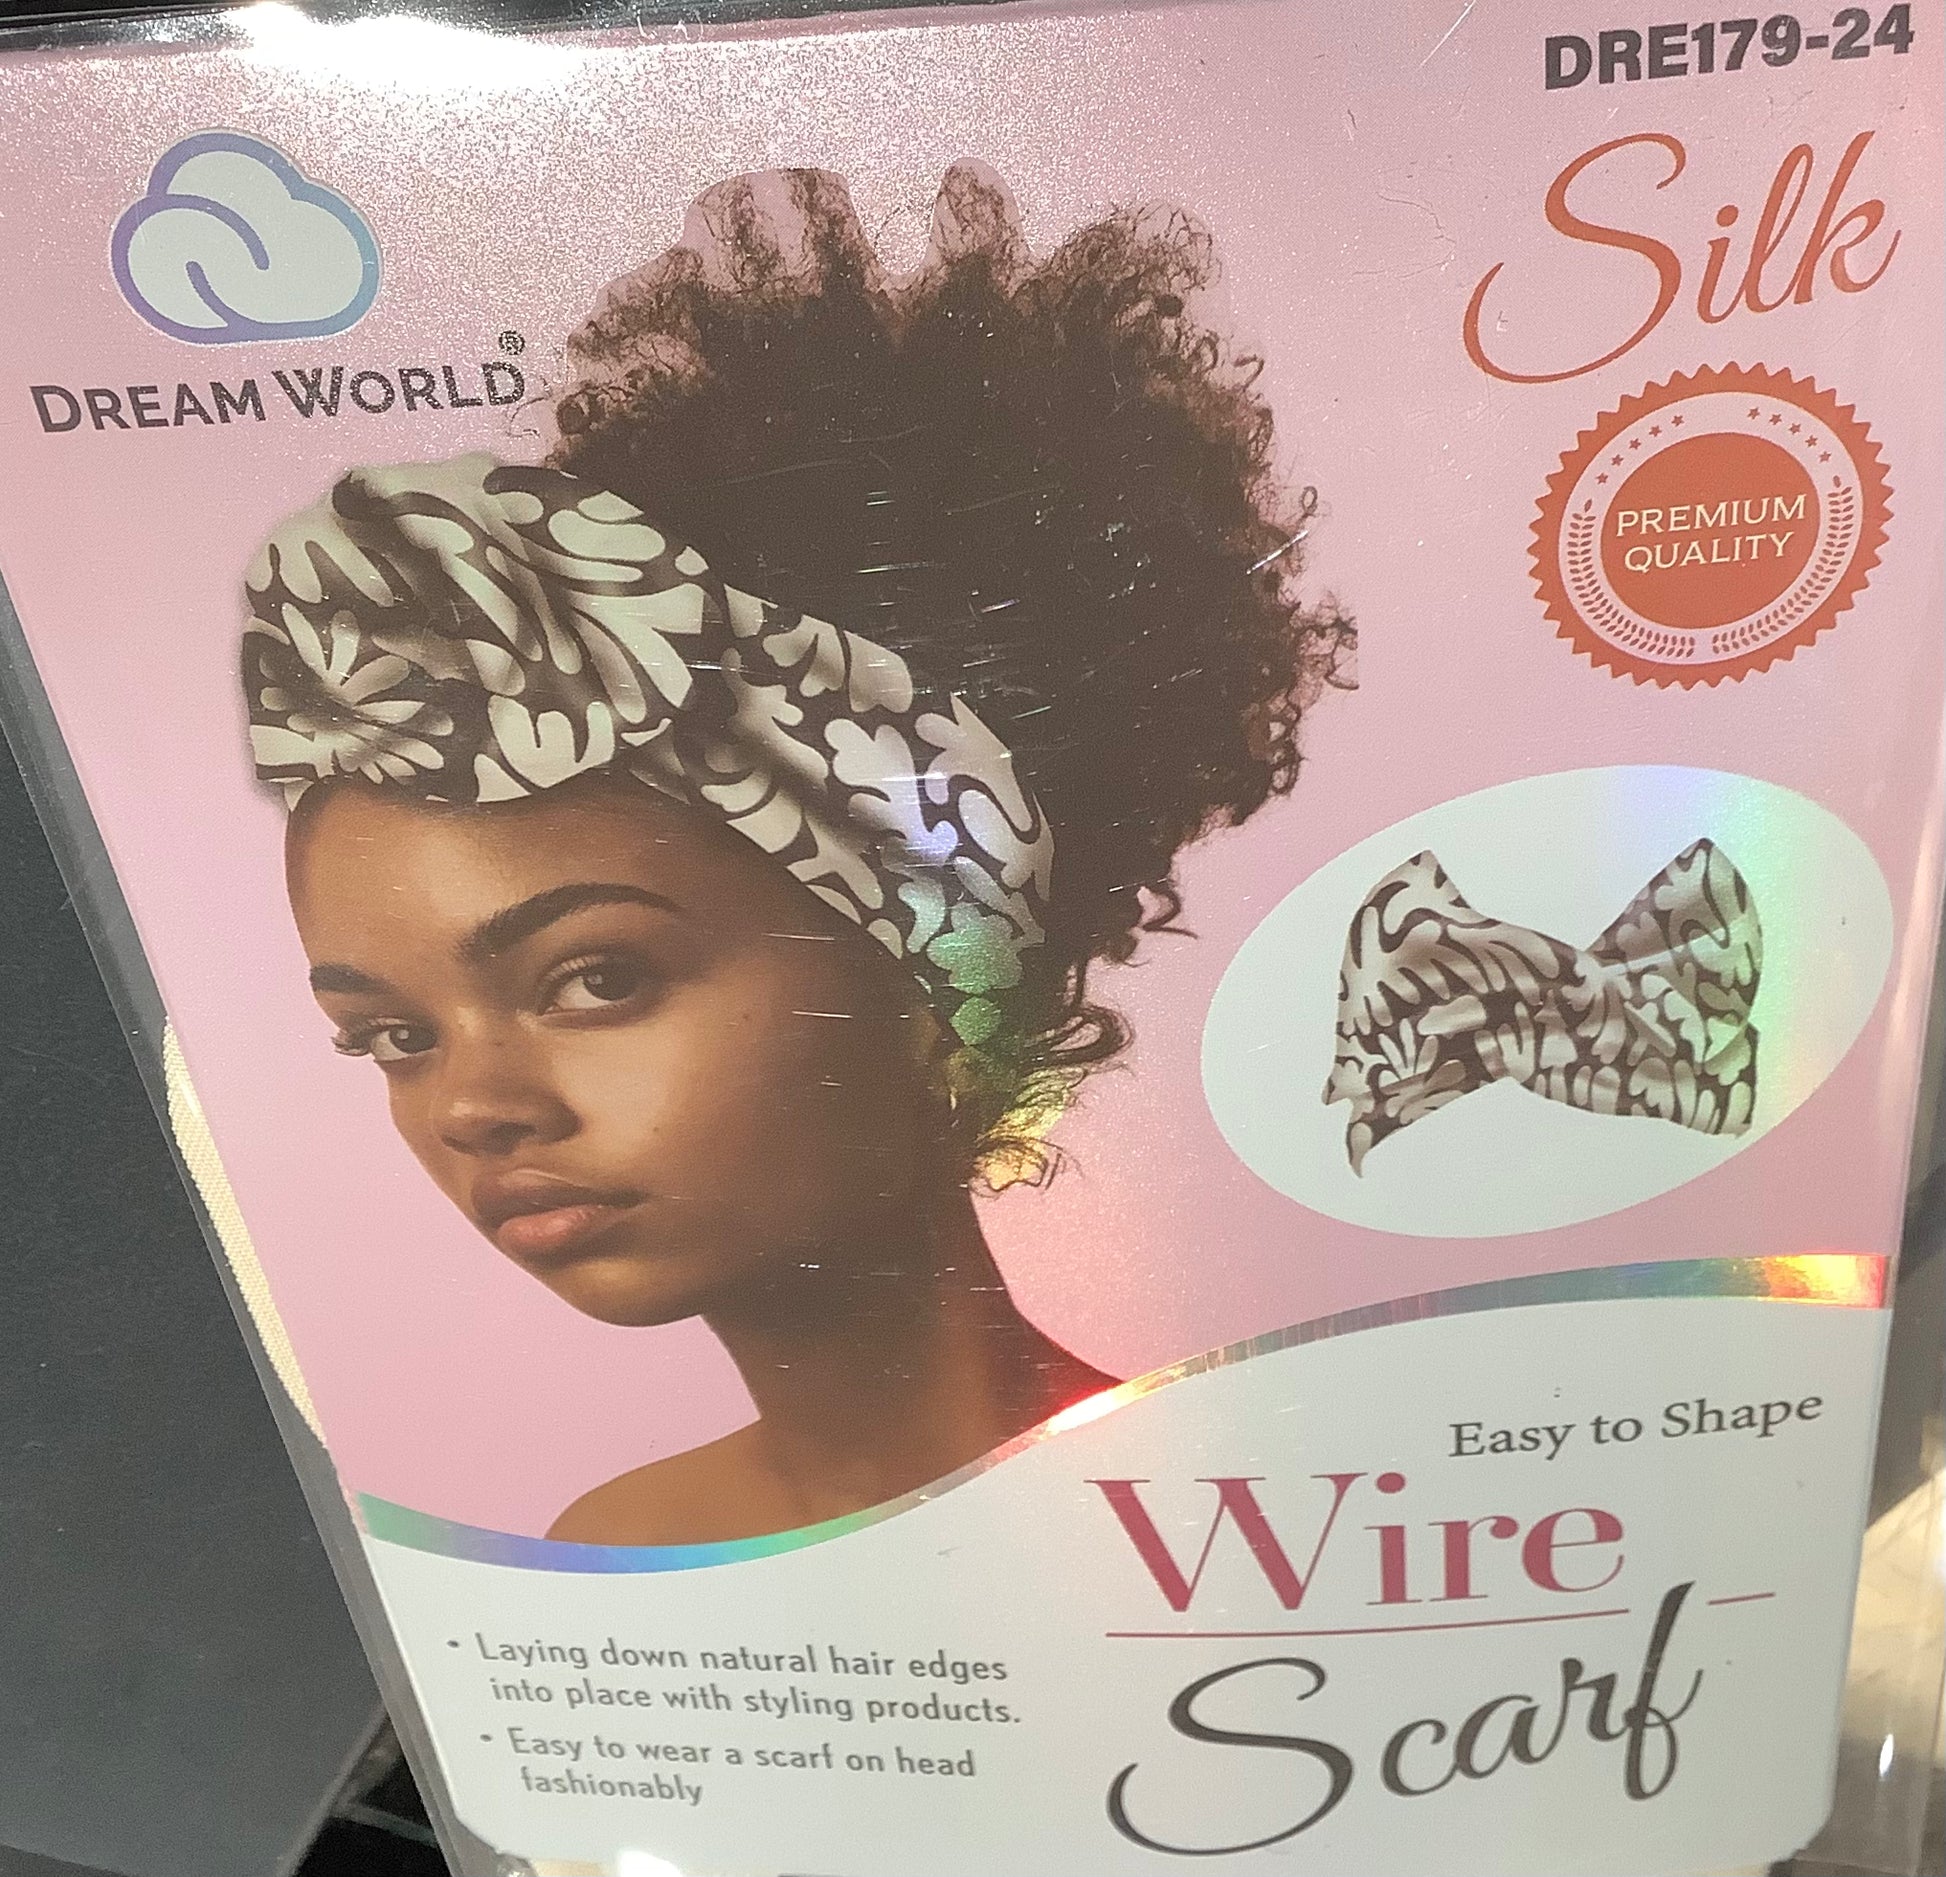 DRE179-24
DREAM WORLD®
Silk
PREMIUM
QUALITY
Easy to Shape
Wire
Scarf
• Laying down natural hair edges
into place with styling products.
• Easy to wear a scarf on head
fashionably